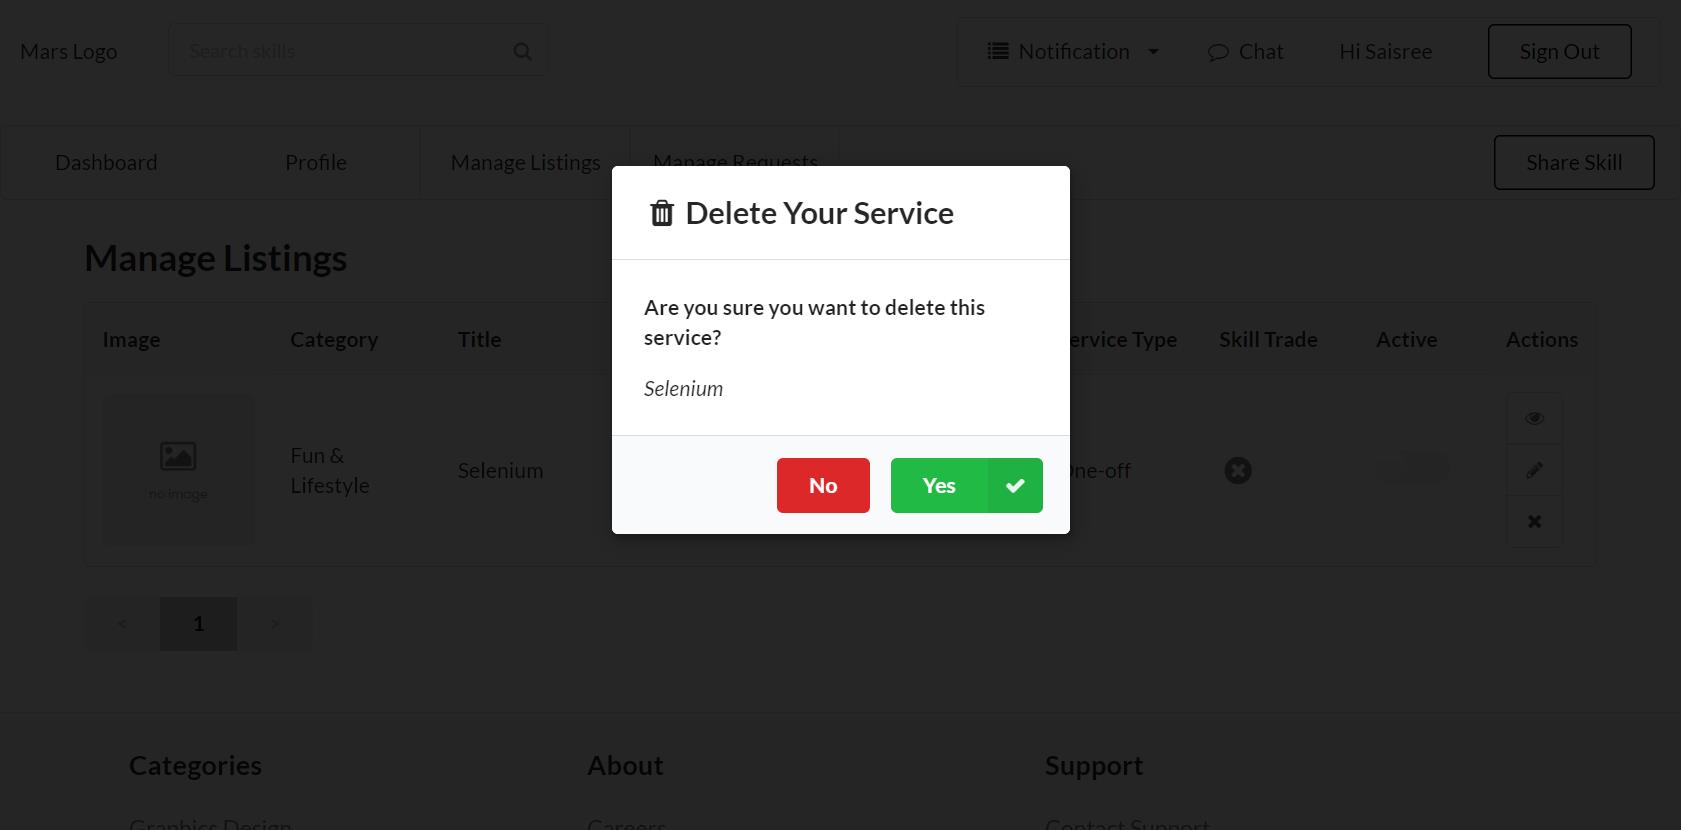 Mars Logo
Search skills
Notification
Chat
Hi Saisree
Sign Out
Dashboard
Profile
Manage Listings
Manage Requests
Share Skill
Delete Your Service
Are you sure you want to delete this
service?
Selenium
No
Yes
Manage Listings
Image
Category
Title
ervice Type
Skill Trade
Active
Actions
no image
Fun &
Lifestyle
Selenium
One-off
<
1
>
Categories
About
Support
Graphics Design
Careers
Contact Support